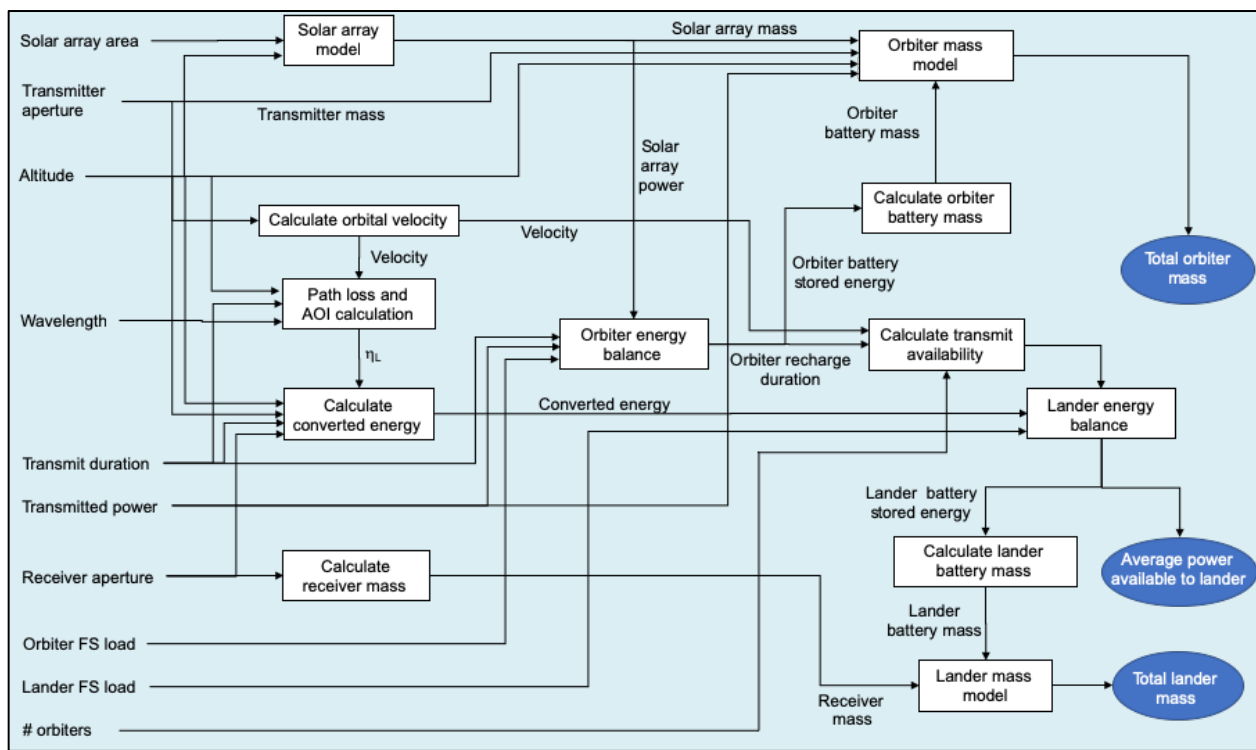 Solar array area
Solar array
model
Solar array mass
Orbiter mass
model
Transmitter
aperture
Transmitter mass
Orbiter
battery mass
Solar
array
power
Altitude
Calculate orbiter
battery mass
Calculate orbital velocity
Velocity
Velocity
Orbiter battery
stored energy
Total orbiter
mass
Path loss and
AOI calculation
Wavelength
Orbiter energy
balance
Calculate transmit
availability
Orbiter recharge
duration
ηL
Calculate
converted energy
Converted energy
Lander energy
balance
Transmit duration
Transmitted power
Lander battery
stored energy
Calculate lander
battery mass
Average power
available to lander
Receiver aperture
Calculate
receiver mass
Lander
battery mass
Orbiter FS load
Lander FS load
Lander mass
model
Total lander
mass
Receiver
mass
# orbiters